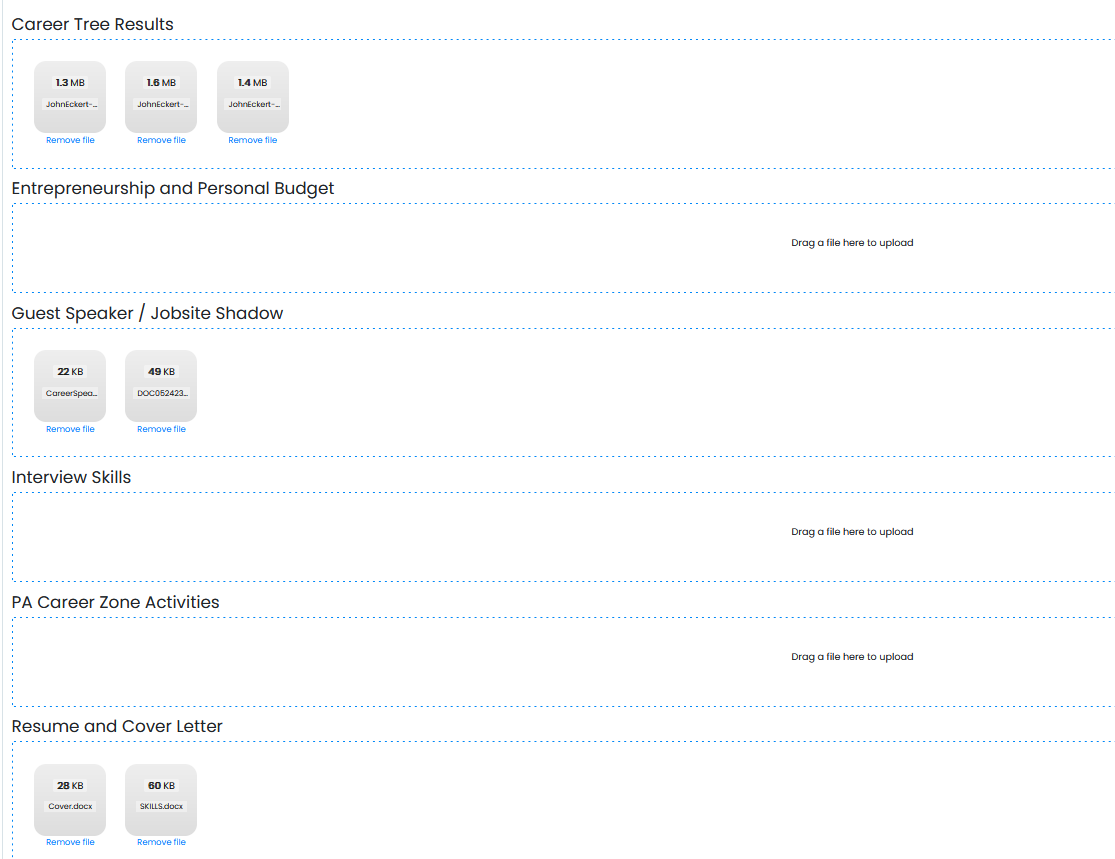 Career Tree Results
1.3 MB 1.6 MB 1.4 MB
JohnEckert-... JohnEckert-... JohnEckert-...
Remove file Remove file Remove file
Entrepreneurship and Personal Budget
Drag a file here to upload
Guest Speaker / Jobsite Shadow
22 KB 49 KB
CareerSpea... DOC052423...
Remove file Remove file
Interview Skills
Drag a file here to upload
PA Career Zone Activities
Drag a file here to upload
Resume and Cover Letter
28 KB 60 KB
Cover.docx SKILLS.docx
Remove file Remove file